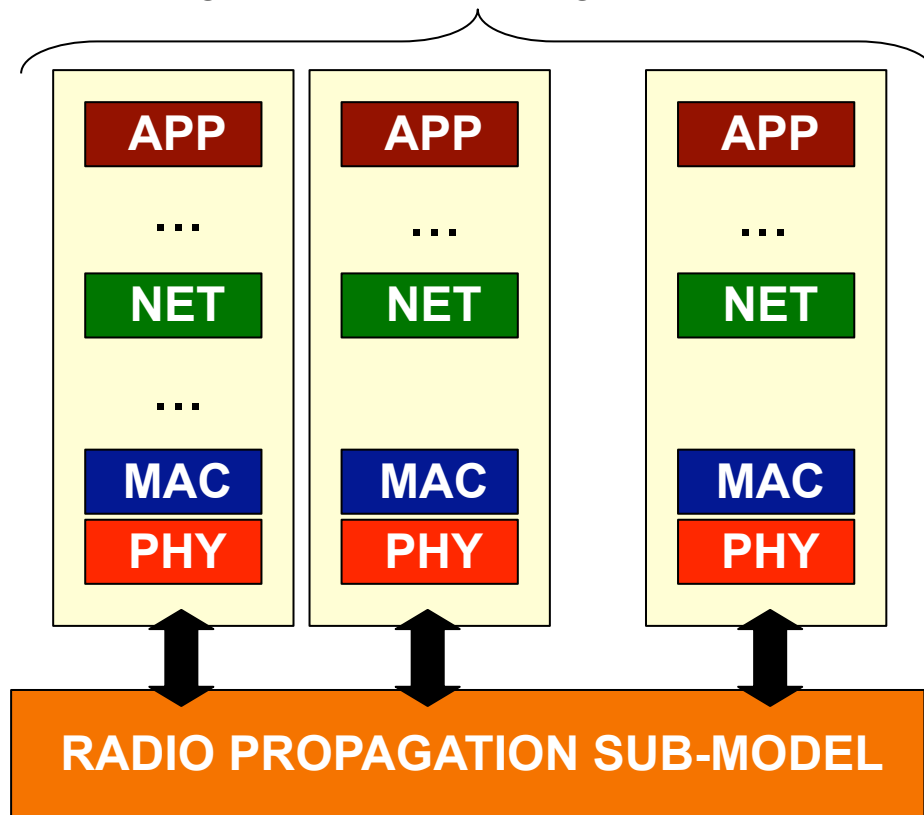 APP APP APP
... ... ...
NET NET NET
...
MAC MAC MAC
PHY PHY PHY
RADIO PROPAGATION SUB-MODEL